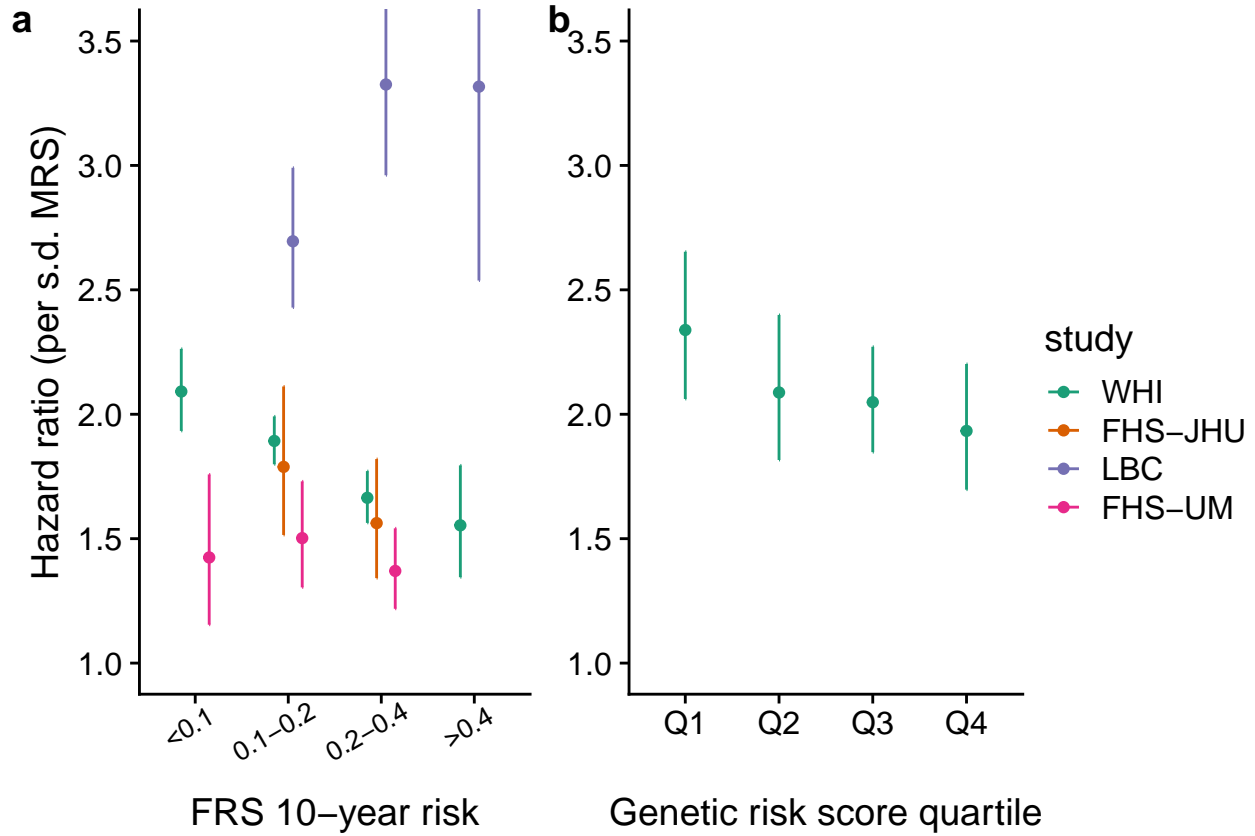 a
Hazard ratio (per s.d. MRS)
3.5
3.0
2.5
2.0
1.5
1.0
<0.1
0.1−0.2
0.2−0.4
>0.4
FRS 10−year risk
b
3.5
3.0
2.5
2.0
1.5
1.0
Q1
Q2
Q3
Q4
Genetic risk score quartile
study
WHI
FHS−JHU
LBC
FHS−UM